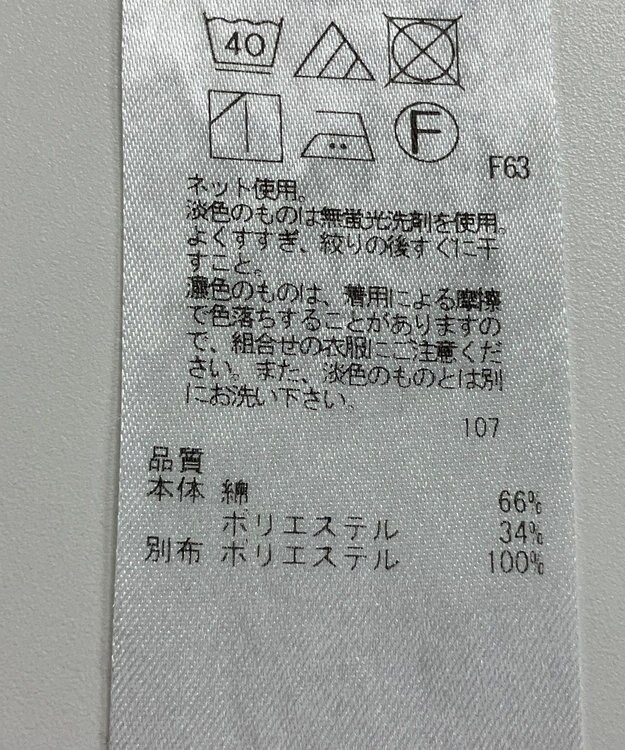 40
F
F63
ネット使用。
淡色のものは無蛍光洗剤を使用。
よくすすぎ、絞りの後すぐに干
すこと。
濃色のものは、着用による摩擦
で色落ちすることがありますの
で、組合せの衣服にご注意くだ
さい。また、淡色のものとは別
にお洗い下さい。
107
品質
本体 綿 66%
ポリエステル 34%
別布 ポリエステル 100%